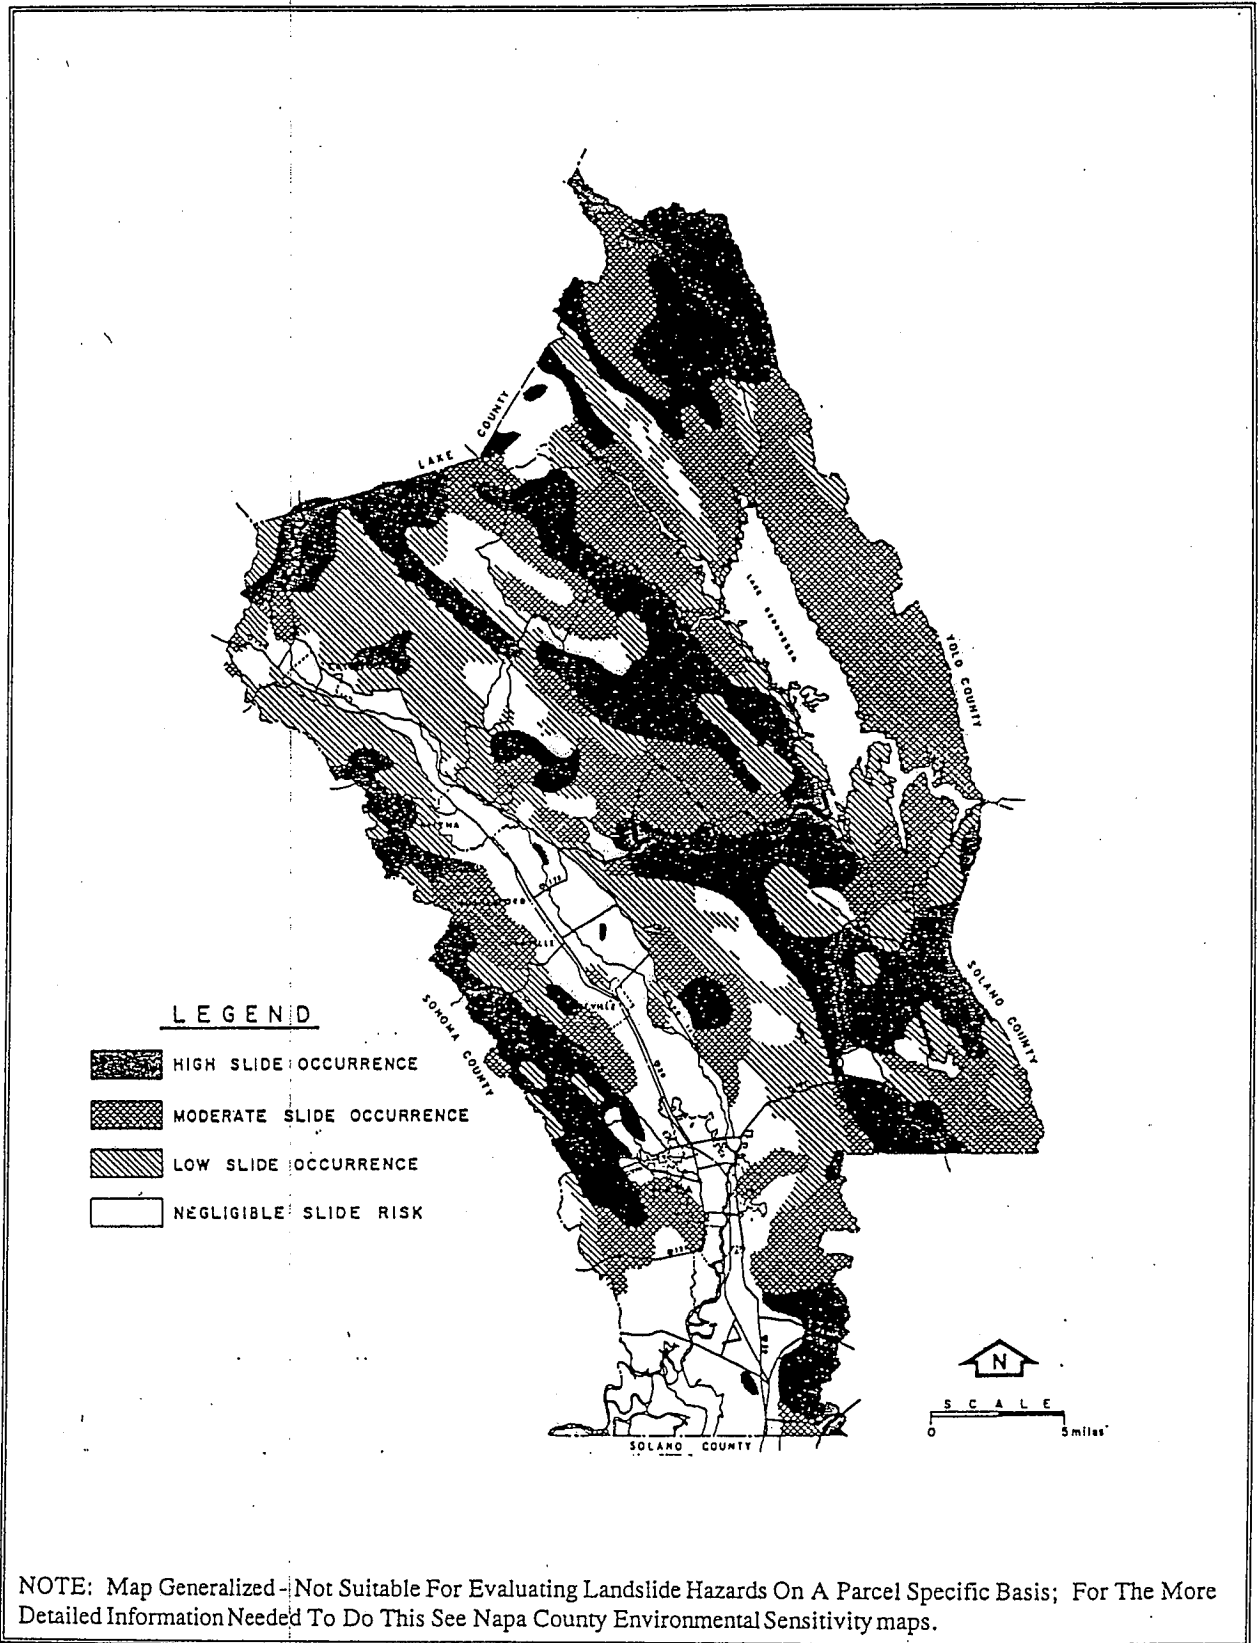 LAKE COUNTY
LAKE BERRYESSA
YOLO COUNTY
SOLANO COUNTY
SONOMA COUNTY
LEGEND
HIGH SLIDE OCCURRENCE
MODERATE SLIDE OCCURRENCE
LOW SLIDE OCCURRENCE
NEGLIGIBLE SLIDE RISK
N
SCALE
0 5 miles
SOLANO COUNTY
NOTE: Map Generalized - Not Suitable For Evaluating Landslide Hazards On A Parcel Specific Basis; For The More
Detailed Information Needed To Do This See Napa County Environmental Sensitivity maps.